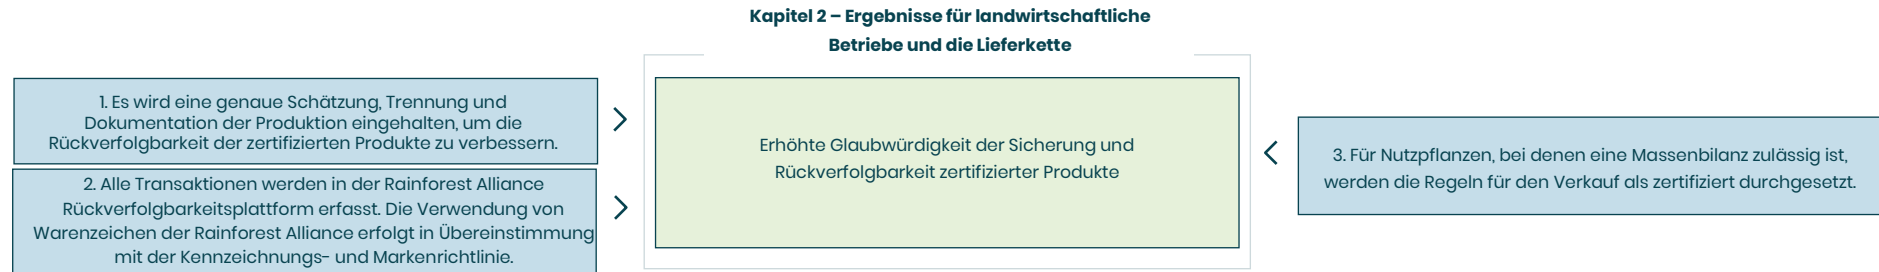 Kapitel 2 – Ergebnisse für landwirtschaftliche
Betriebe und die Lieferkette
1. Es wird eine genaue Schätzung, Trennung und
Dokumentation der Produktion eingehalten, um die
Rückverfolgbarkeit der zertifizierten Produkte zu verbessern.
2. Alle Transaktionen werden in der Rainforest Alliance
Rückverfolgbarkeitsplattform erfasst. Die Verwendung von
Warenzeichen der Rainforest Alliance erfolgt in Übereinstimmung
mit der Kennzeichnungs- und Markenrichtlinie.
Erhöhte Glaubwürdigkeit der Sicherung und
Rückverfolgbarkeit zertifizierter Produkte
3. Für Nutzpflanzen, bei denen eine Massenbilanz zulässig ist,
werden die Regeln für den Verkauf als zertifiziert durchgesetzt.